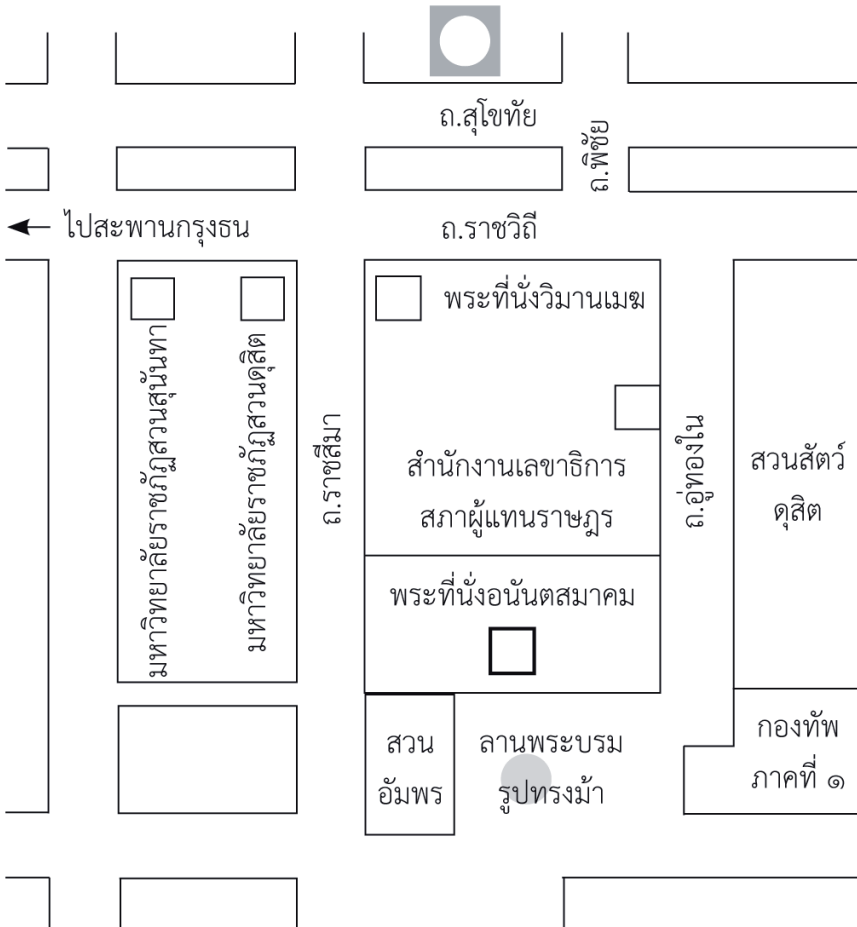 ถ.สุโขทัย
ถ.พิชัย
ไปสะพานกรุงธน
ถ.ราชวิถี
พระที่นั่งวิมานเมฆ
มหาวิทยาลัยราชภัฏสวนสุนันทา
มหาวิทยาลัยราชภัฏสวนดุสิต
ถ.ราชสีมา
สำนักงานเลขาธิการ
สภาผู้แทนราษฎร
ถ.อู่ทองใน
สวนสัตว์
ดุสิต
พระที่นั่งอนันตสมาคม
สวน
อัมพร
ลานพระบรม
รูปทรงม้า
กองทัพ
ภาคที่ ๑